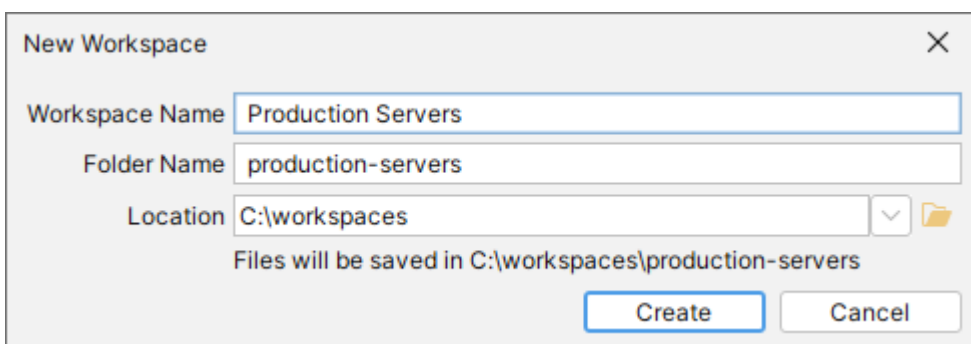 New Workspace
Workspace Name Production Servers
Folder Name production-servers
Location C:\workspaces
Files will be saved in C:\workspaces\production-servers
Create Cancel